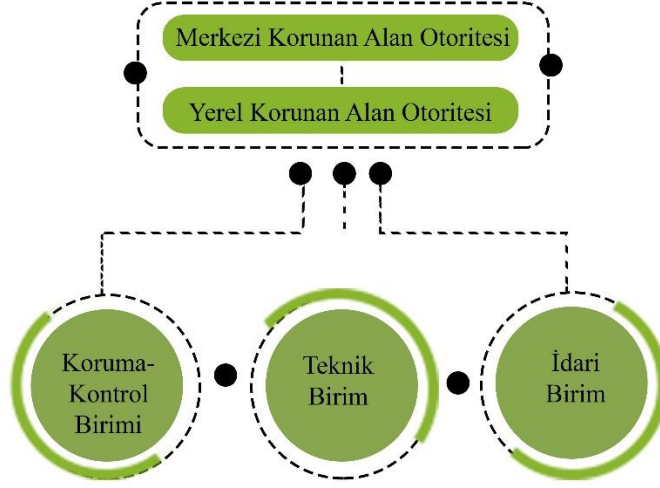 Merkezi Korunan Alan Otoritesi
Yerel Korunan Alan Otoritesi
Koruma-
Kontrol
Birimi
Teknik
Birim
İdari
Birim